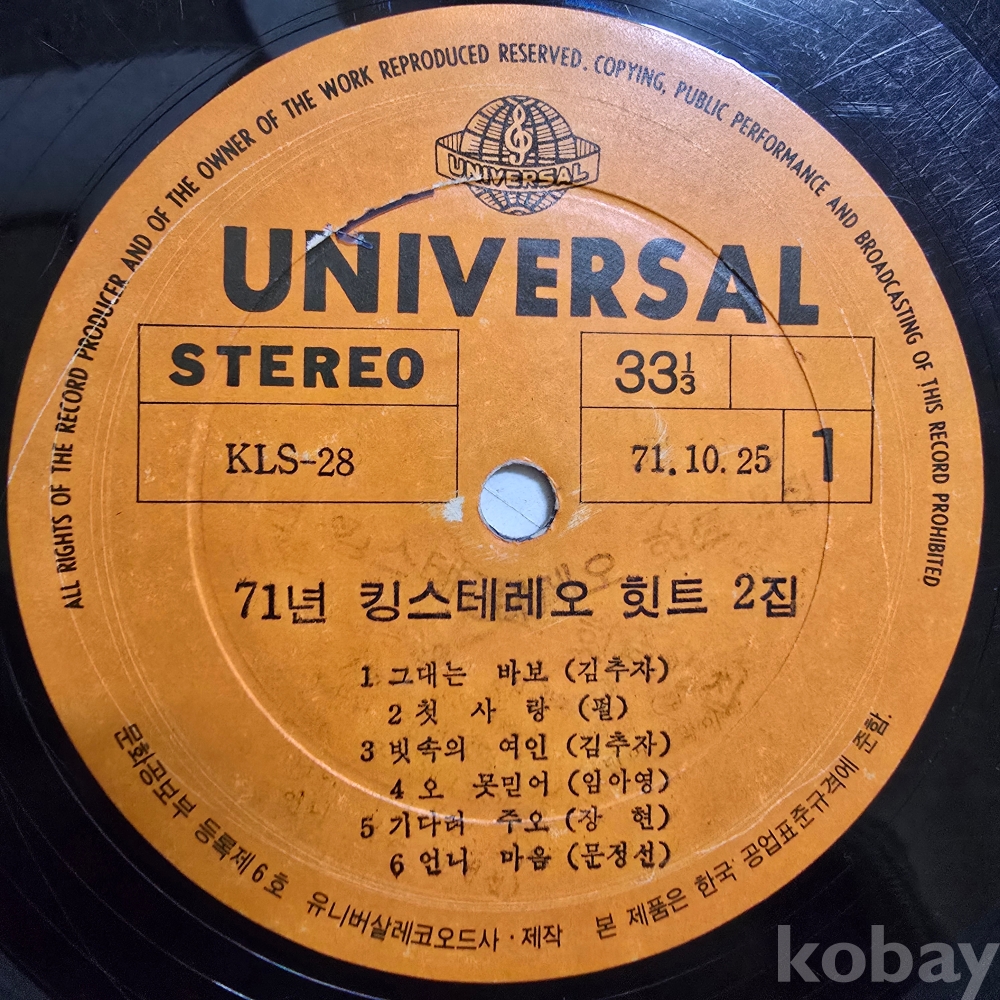 ALL RIGHTS OF THE RECORD PRODUCER AND OF THE OWNER OF THE WORK REPRODUCED RESERVED. COPYING, PUBLIC PERFORMANCE AND BROADCASTING OF THIS RECORD PROHIBITED
UNIVERSAL
UNIVERSAL
STEREO
33⅓
KLS-28
71.10.25
1
71년 킹스테레오 힛트 2집
1 그대는 바보 (김추자)
2 첫 사랑 (펄)
3 빗속의 여인 (김추자)
4 오 못믿어 (임아영)
5 기다려 주오 (장 현)
6 언니 마음 (문정선)
문화공보부 등록제6호 유니버살레코오드사·제작 본 제품은 한국 공업표준규격에 준함.
kobay